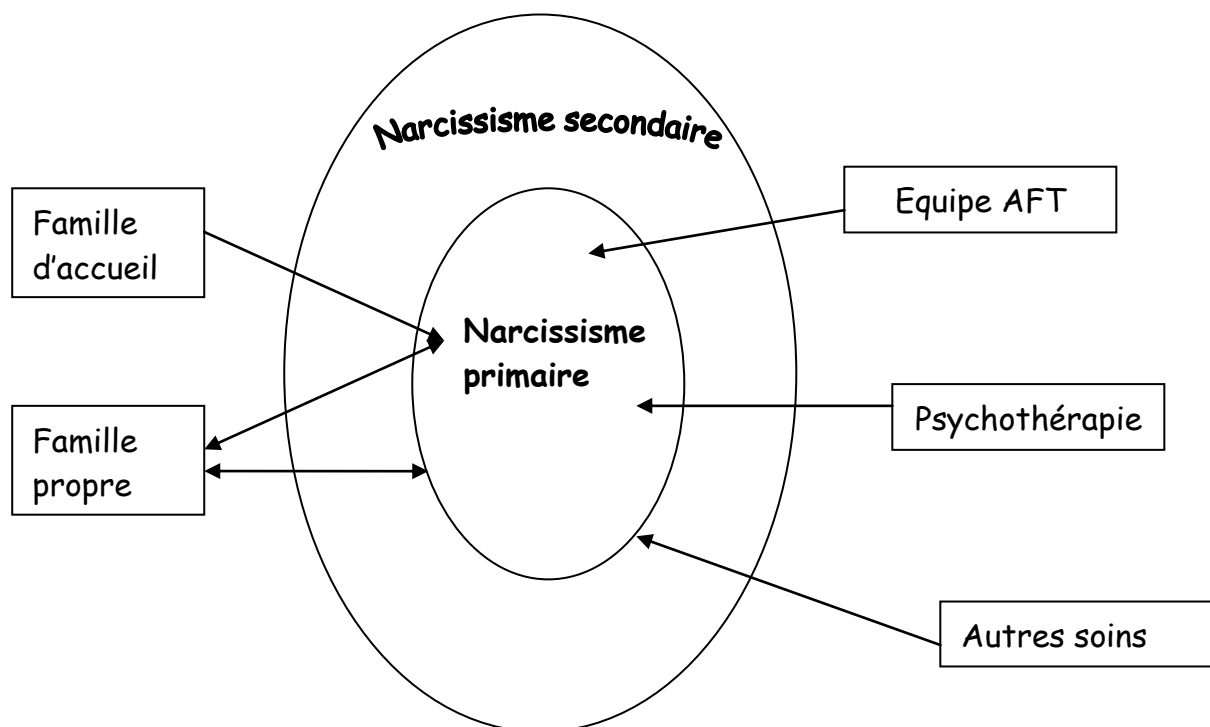 Narcissisme secondaire
Equipe AFT
Famille
d'accueil
Narcissisme
primaire
Psychothérapie
Famille
propre
Autres soins